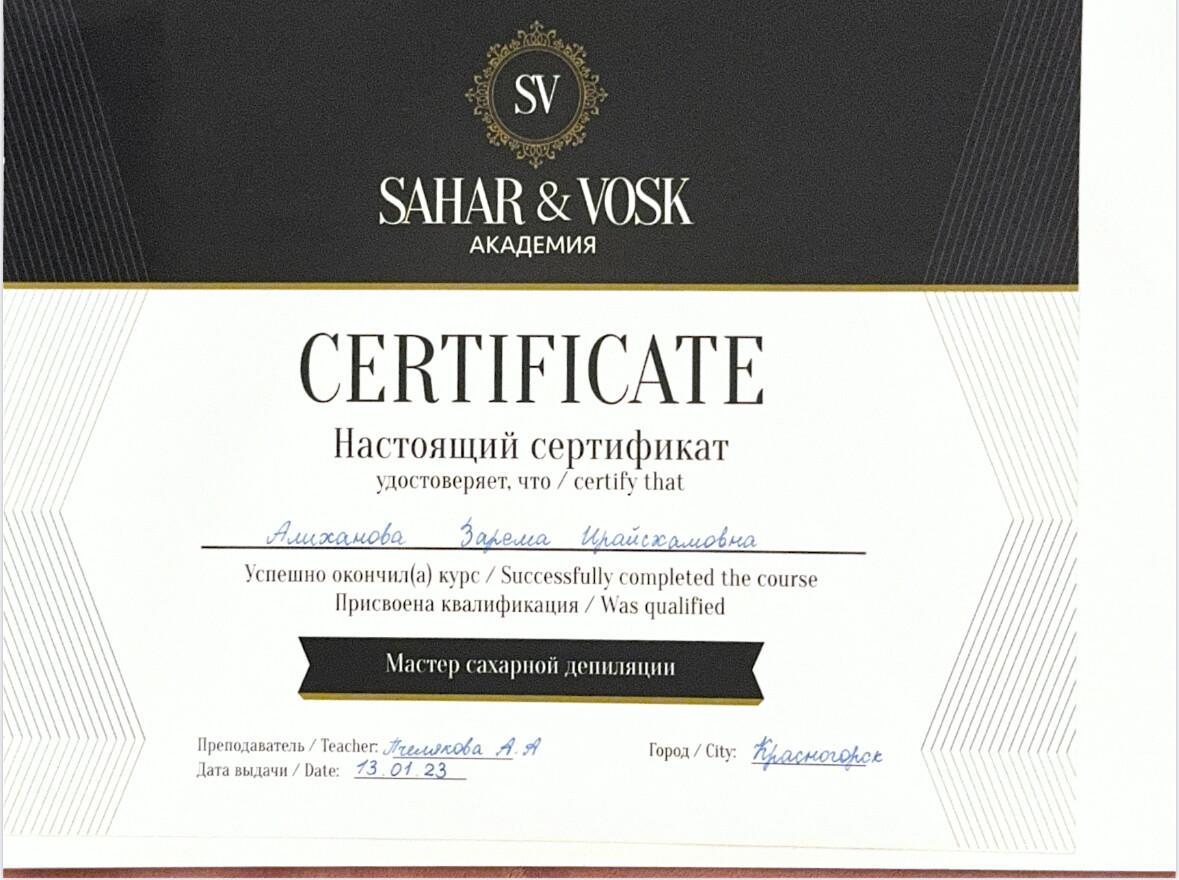 SV
SAHAR & VOSK
АКАДЕМИЯ
CERTIFICATE
Настоящий сертификат
удостоверяет, что / certify that
Алиханова Зарема Ирайсхамовна
Успешно окончил(а) курс / Successfully completed the course
Присвоена квалификация / Was qualified
Мастер сахарной депиляции
Преподаватель / Teacher: Пчелякова А. А
Город / City: Красногорск
Дата выдачи / Date: 13.01.23